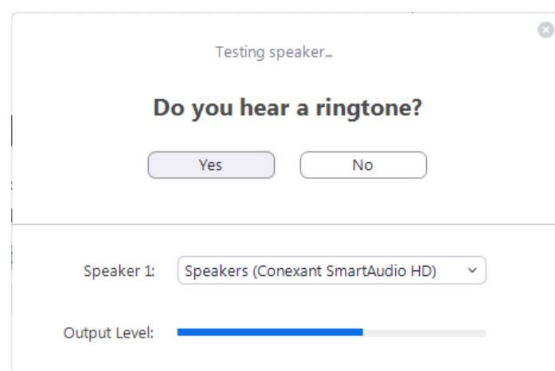 Testing speaker...
Do you hear a ringtone?
Yes No
Speaker 1: Speakers (Conexant SmartAudio HD)
Output Level: